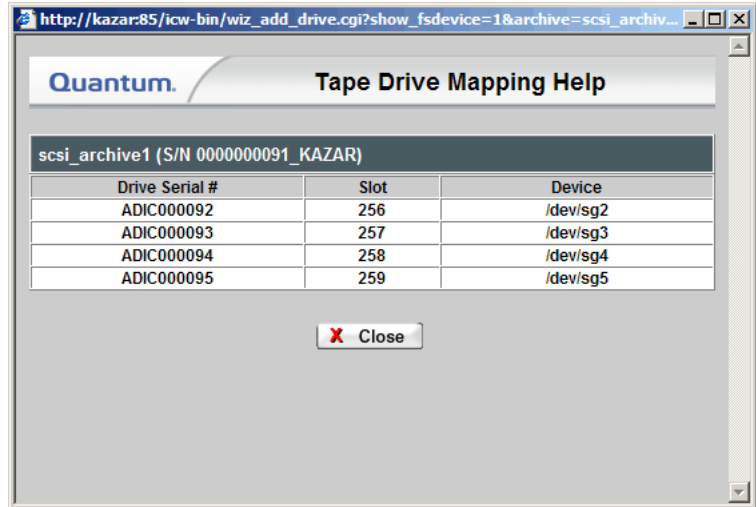 http://kazar:85/icw-bin/wiz_add_drive.cgi?show_fsdevice=1&archive=scsi_archiv...
Quantum. Tape Drive Mapping Help
scsi_archive1 (S/N 0000000091_KAZAR)
Drive Serial # Slot Device
ADIC000092 256 /dev/sg2
ADIC000093 257 /dev/sg3
ADIC000094 258 /dev/sg4
ADIC000095 259 /dev/sg5
X Close